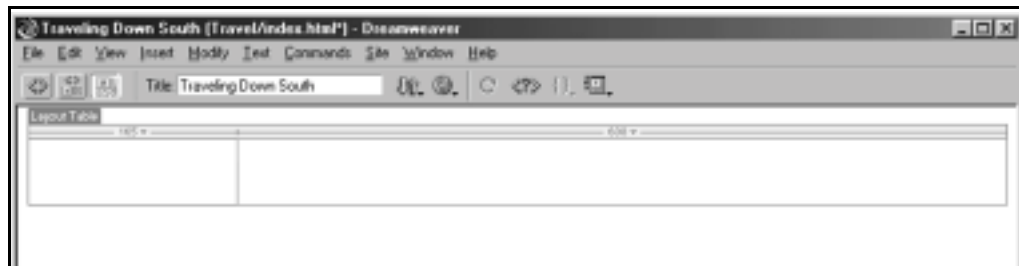 Traveling Down South (Travel/index.html*) - Dreamweaver
File Edit View Insert Modify Text Commands Site Window Help
Title: Traveling Down South
Layout Table
165